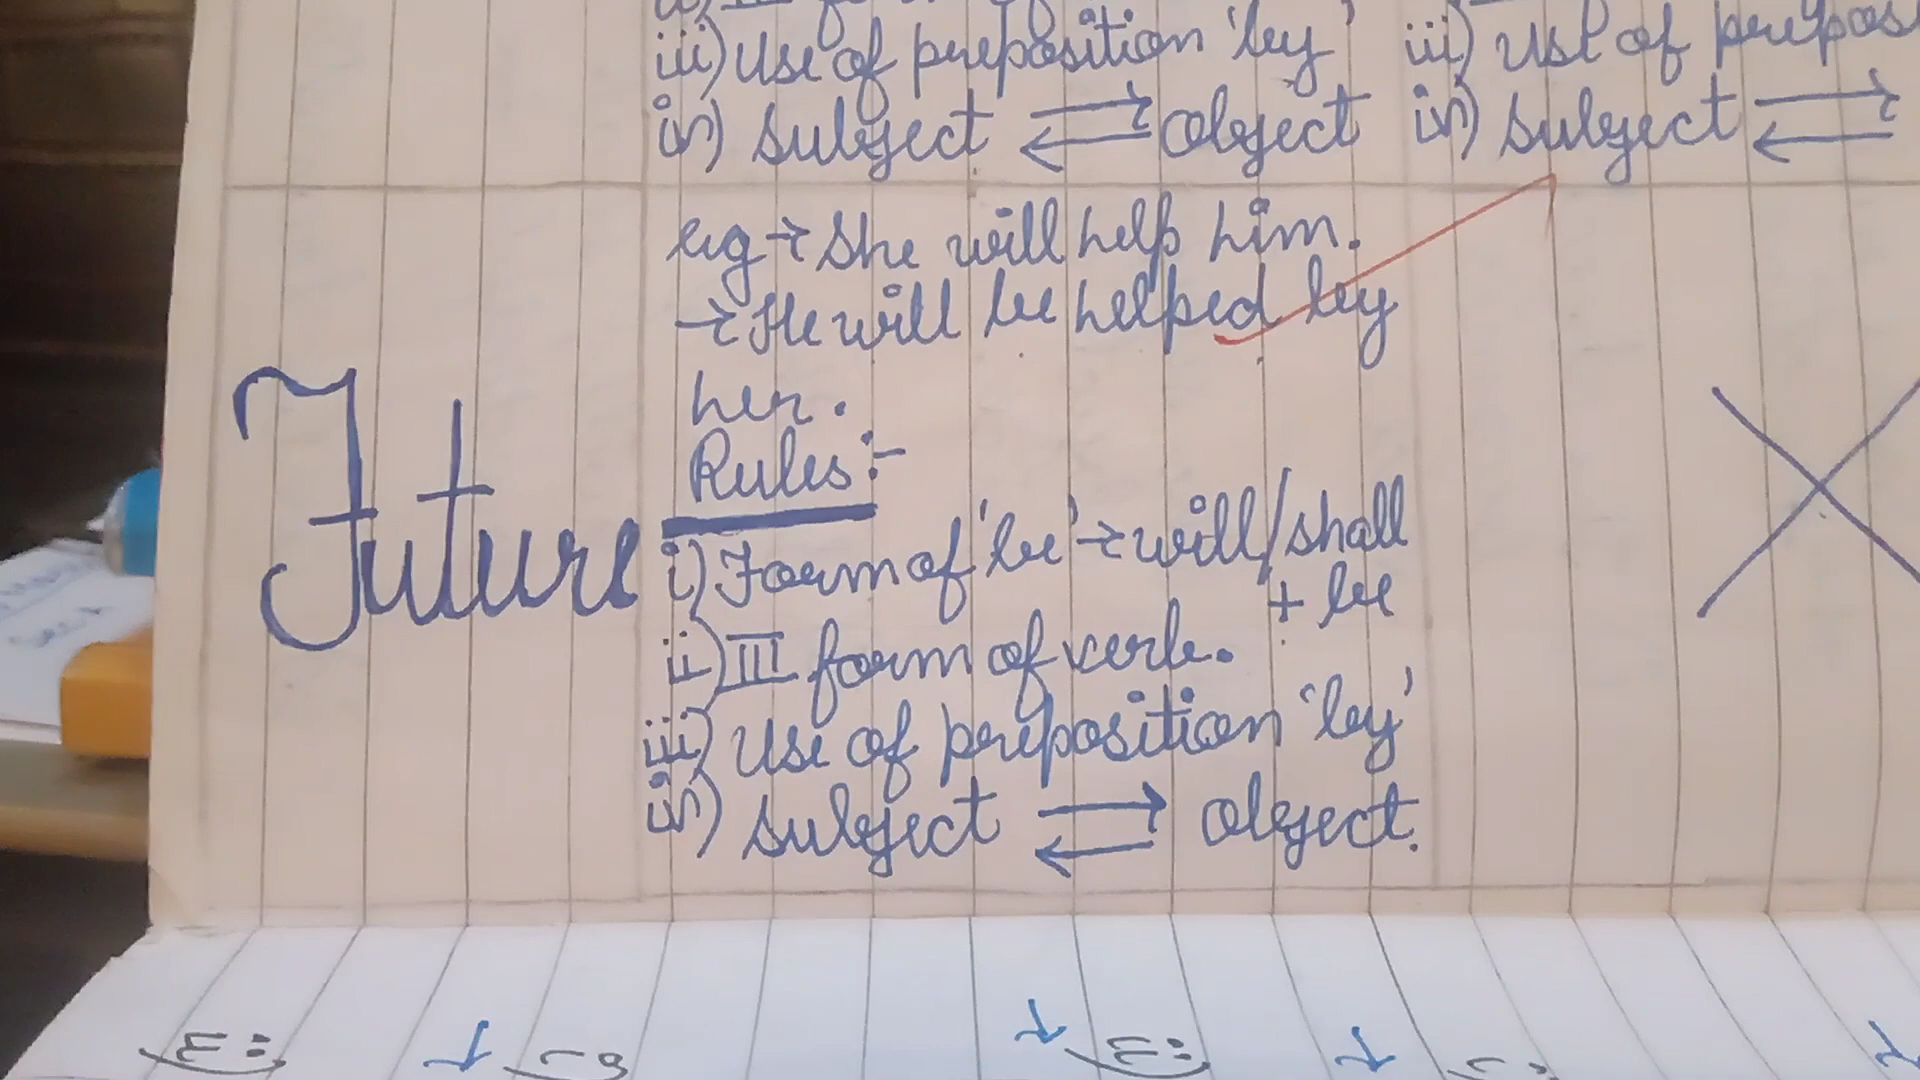 iii) Use of preposition 'by'
iii) Use of
iv) Subject ⇄ object
iv) Subject ⇄
eg → She will help him.
→ He will be helped by
her.
Rules :-
Future
i) Form of 'be' → will/shall
+ be
ii) III form of verb.
iii) Use of preposition 'by'
iv) Subject ⇄ object.